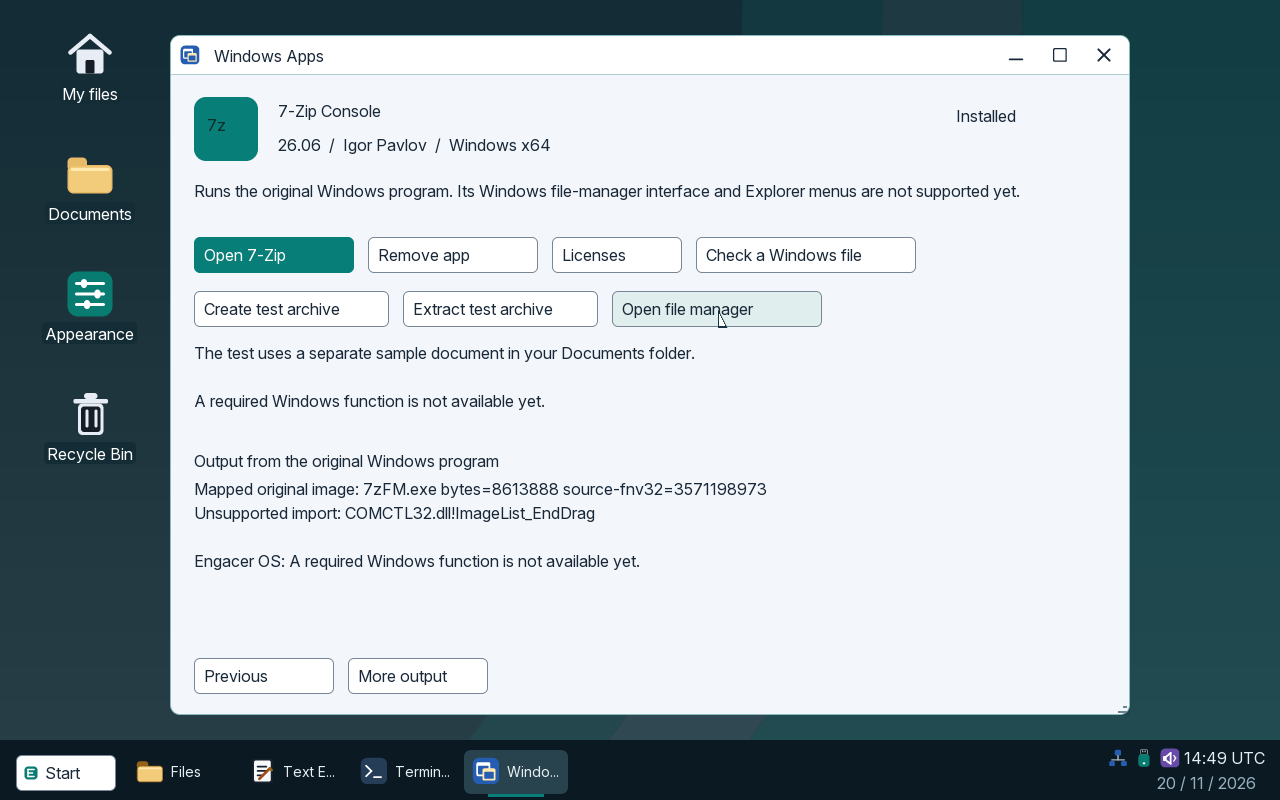 Windows Apps
My files
Documents
Appearance
Recycle Bin
7z
7-Zip Console
26.06 / Igor Pavlov / Windows x64
Installed
Runs the original Windows program. Its Windows file-manager interface and Explorer menus are not supported yet.
Open 7-Zip
Remove app
Licenses
Check a Windows file
Create test archive
Extract test archive
Open file manager
The test uses a separate sample document in your Documents folder.
A required Windows function is not available yet.
Output from the original Windows program
Mapped original image: 7zFM.exe bytes=8613888 source-fnv32=3571198973
Unsupported import: COMCTL32.dll!ImageList_EndDrag
Engacer OS: A required Windows function is not available yet.
Previous
More output
E
Start
Files
Text E...
Termin...
Windo...
14:49 UTC
20 / 11 / 2026